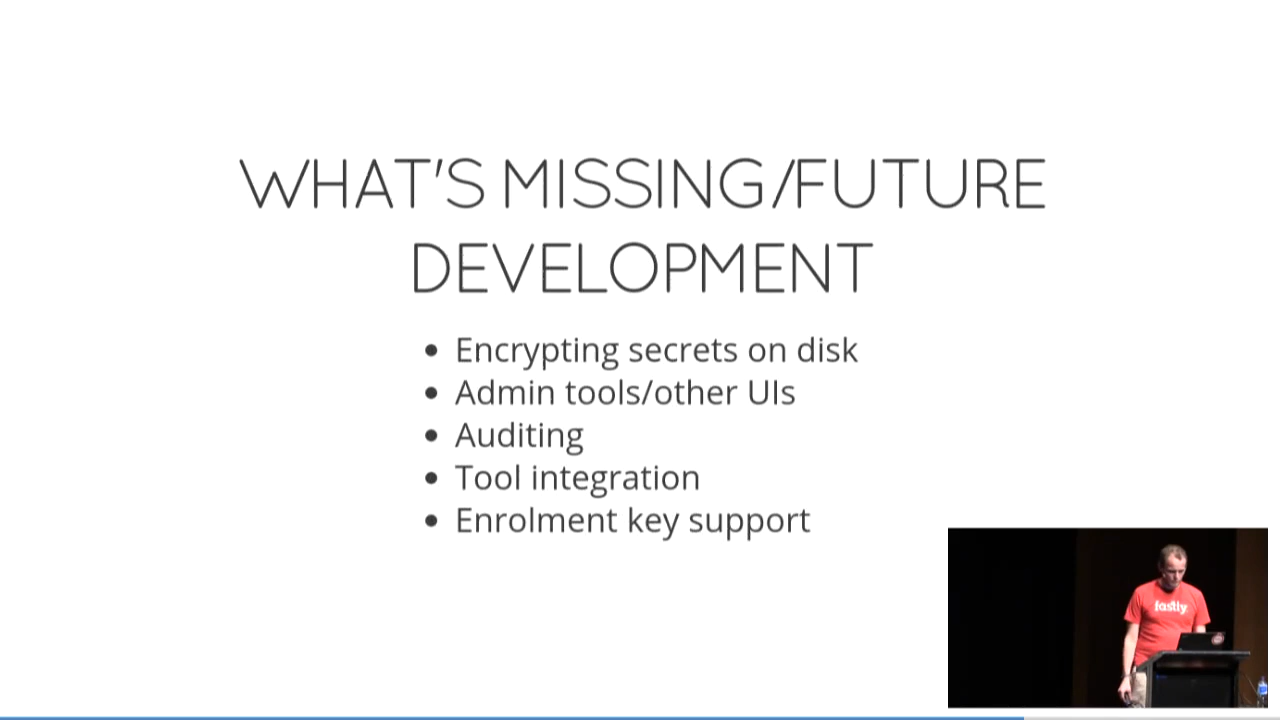 WHAT'S MISSING/FUTURE
DEVELOPMENT
Encrypting secrets on disk
Admin tools/other UIs
Auditing
Tool integration
Enrolment key support
fastly